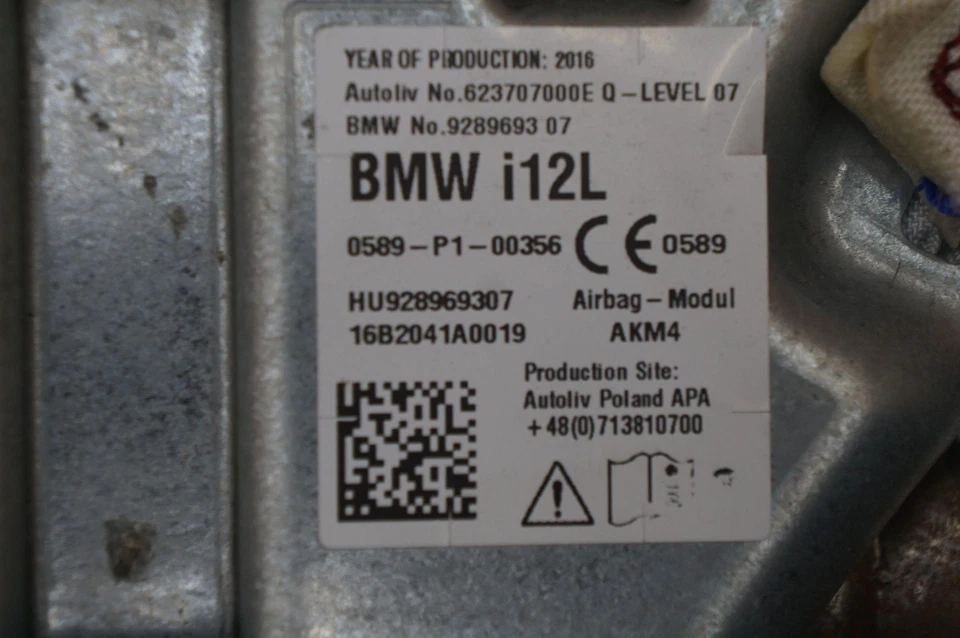 YEAR OF PRODUCTION: 2016
Autoliv No.623707000E Q-LEVEL 07
BMW No.9289693 07
BMW i12L
0589-P1-00356 CE 0589
HU928969307 Airbag-Modul
16B2041A0019 AKM4
Production Site:
Autoliv Poland APA
+48(0)713810700